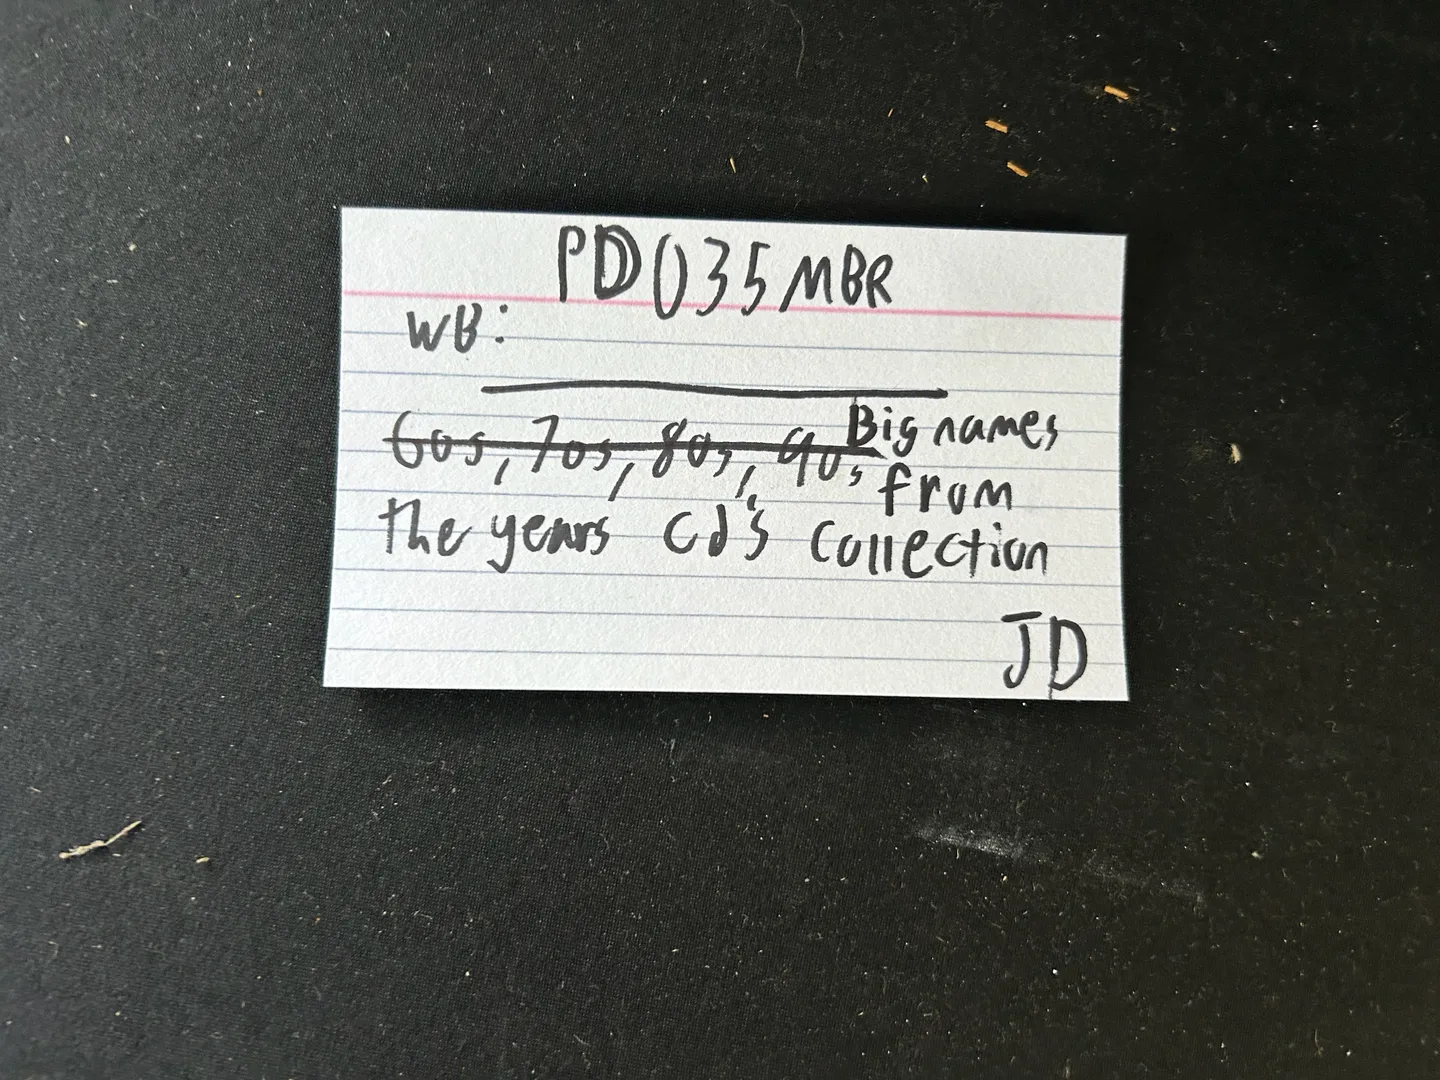 PD035MBR
WB:
60s, 70s, 80s, 90s Big names
from
the years Cd's Collection
JD